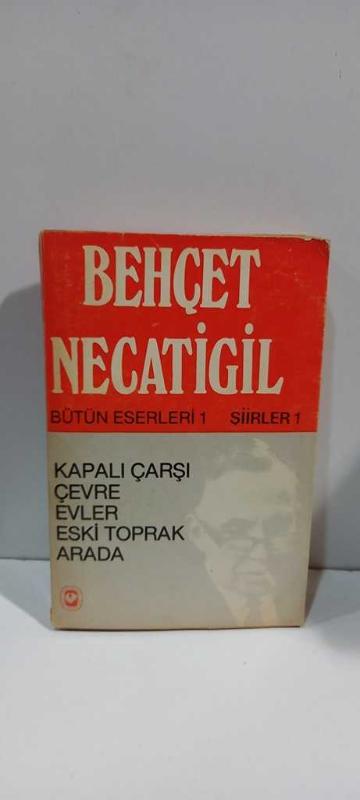 BEHÇET
NECATİGİL
BÜTÜN ESERLERİ 1 ŞİİRLER 1
KAPALI ÇARŞI
ÇEVRE
EVLER
ESKİ TOPRAK
ARADA